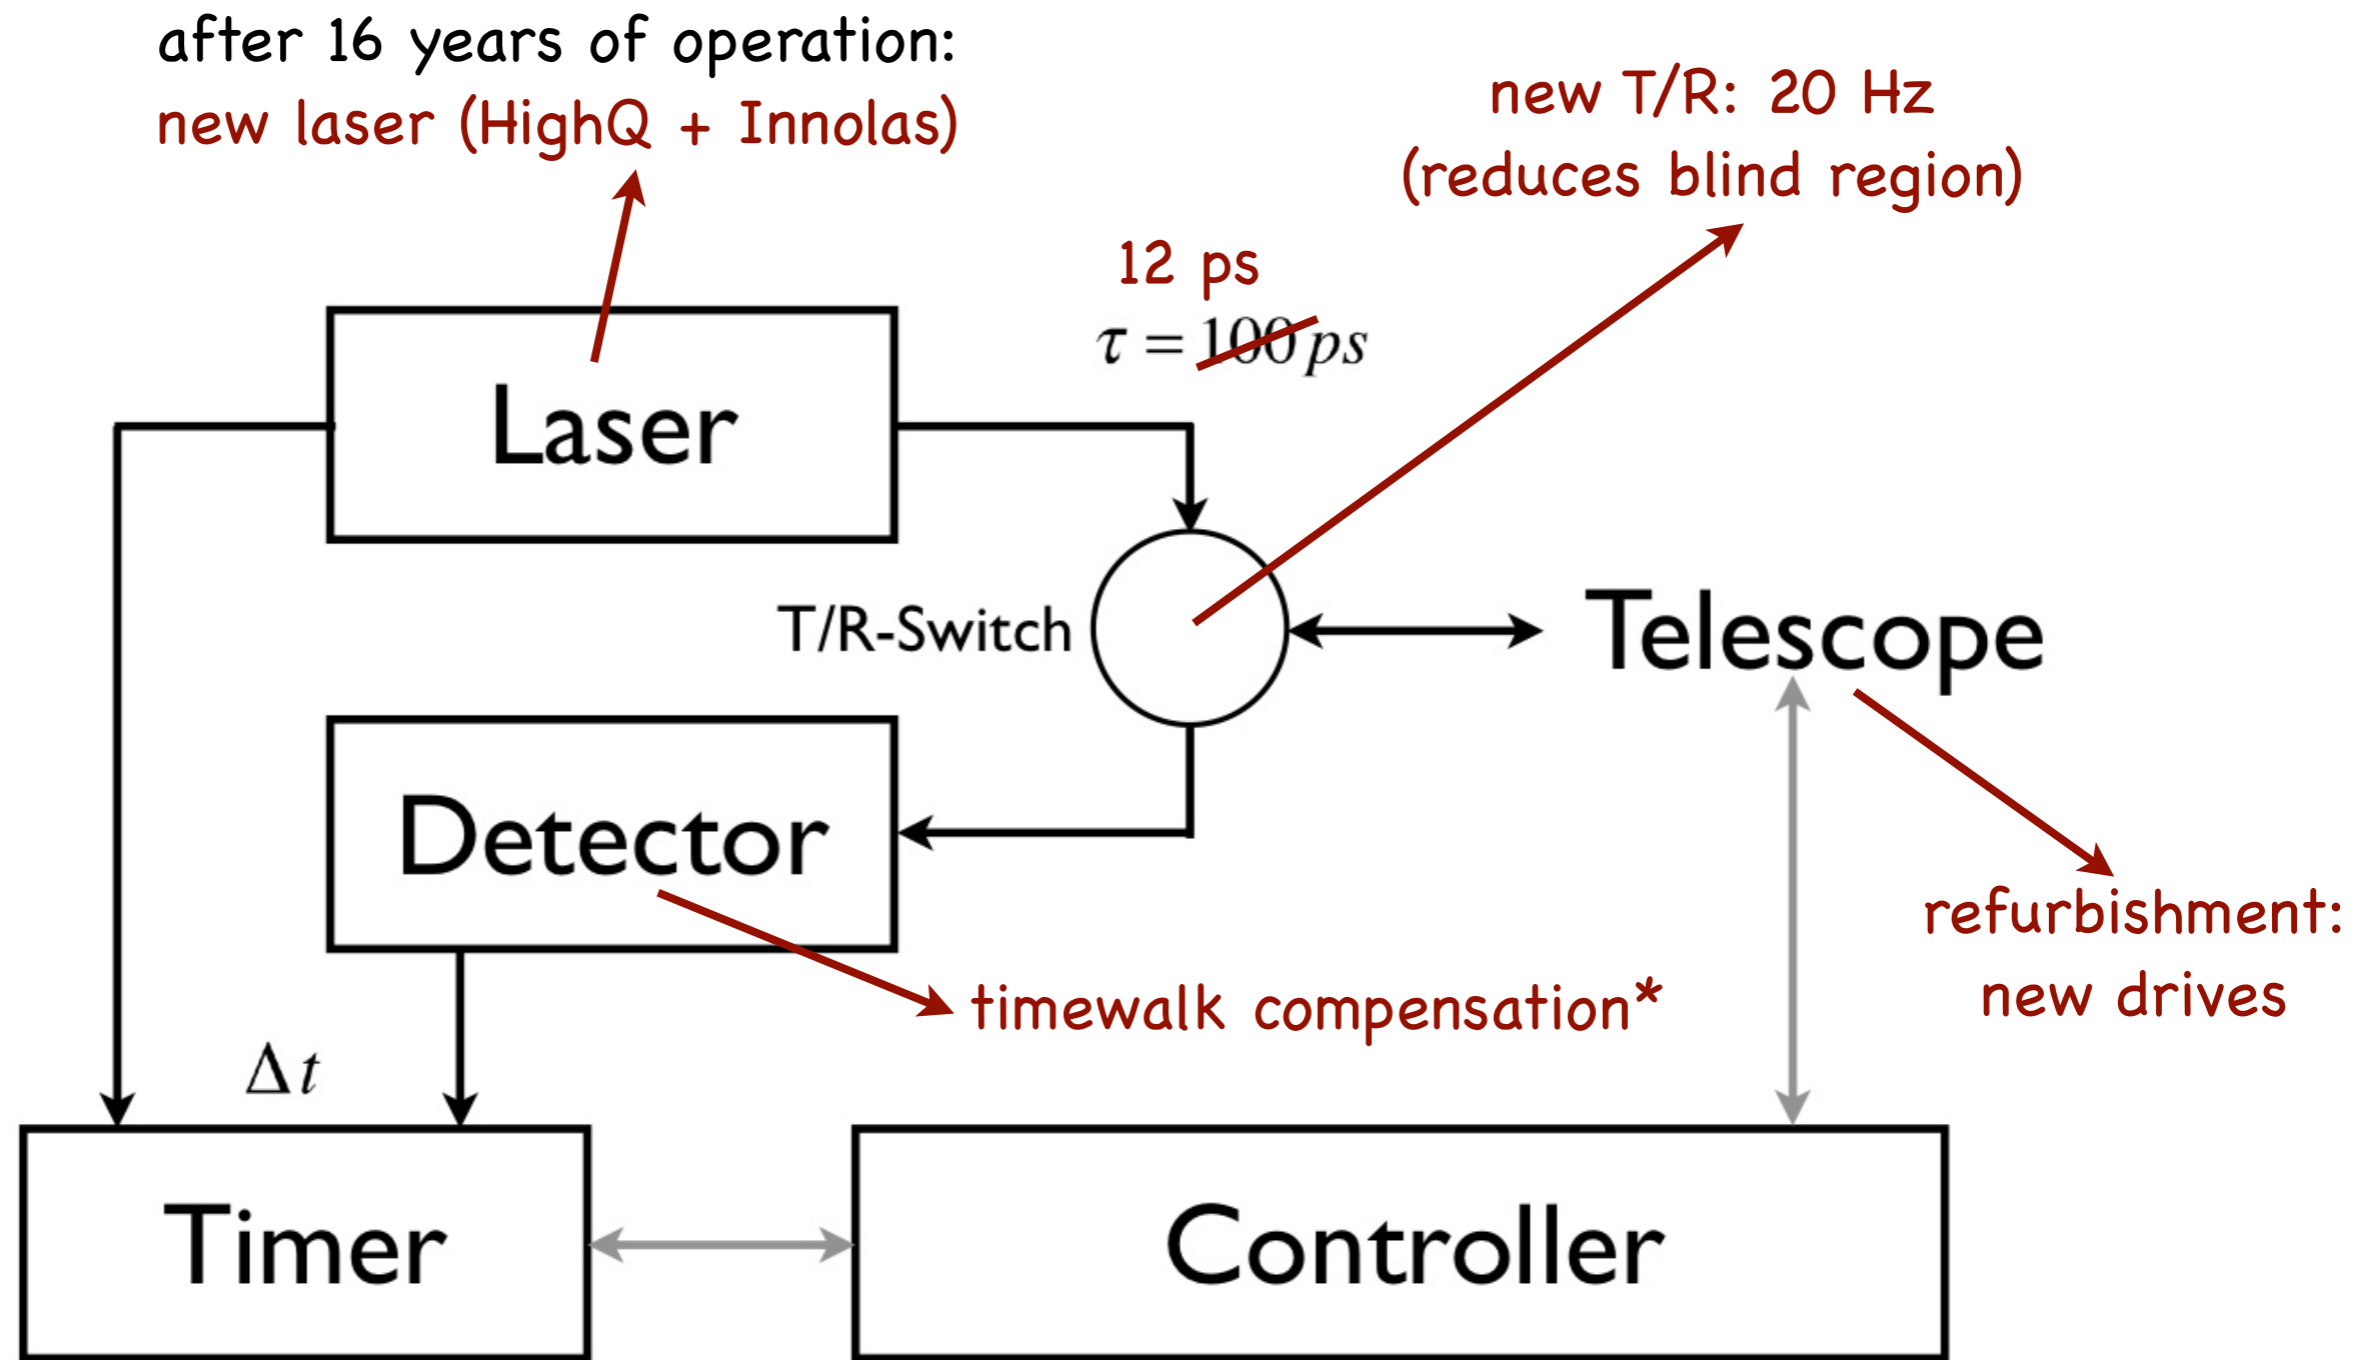 after 16 years of operation:
new laser (HighQ + Innolas)
new T/R: 20 Hz
(reduces blind region)
12 ps
τ = 100 ps
Laser
T/R-Switch
Telescope
Detector
refurbishment:
new drives
timewalk compensation*
Δt
Timer
Controller